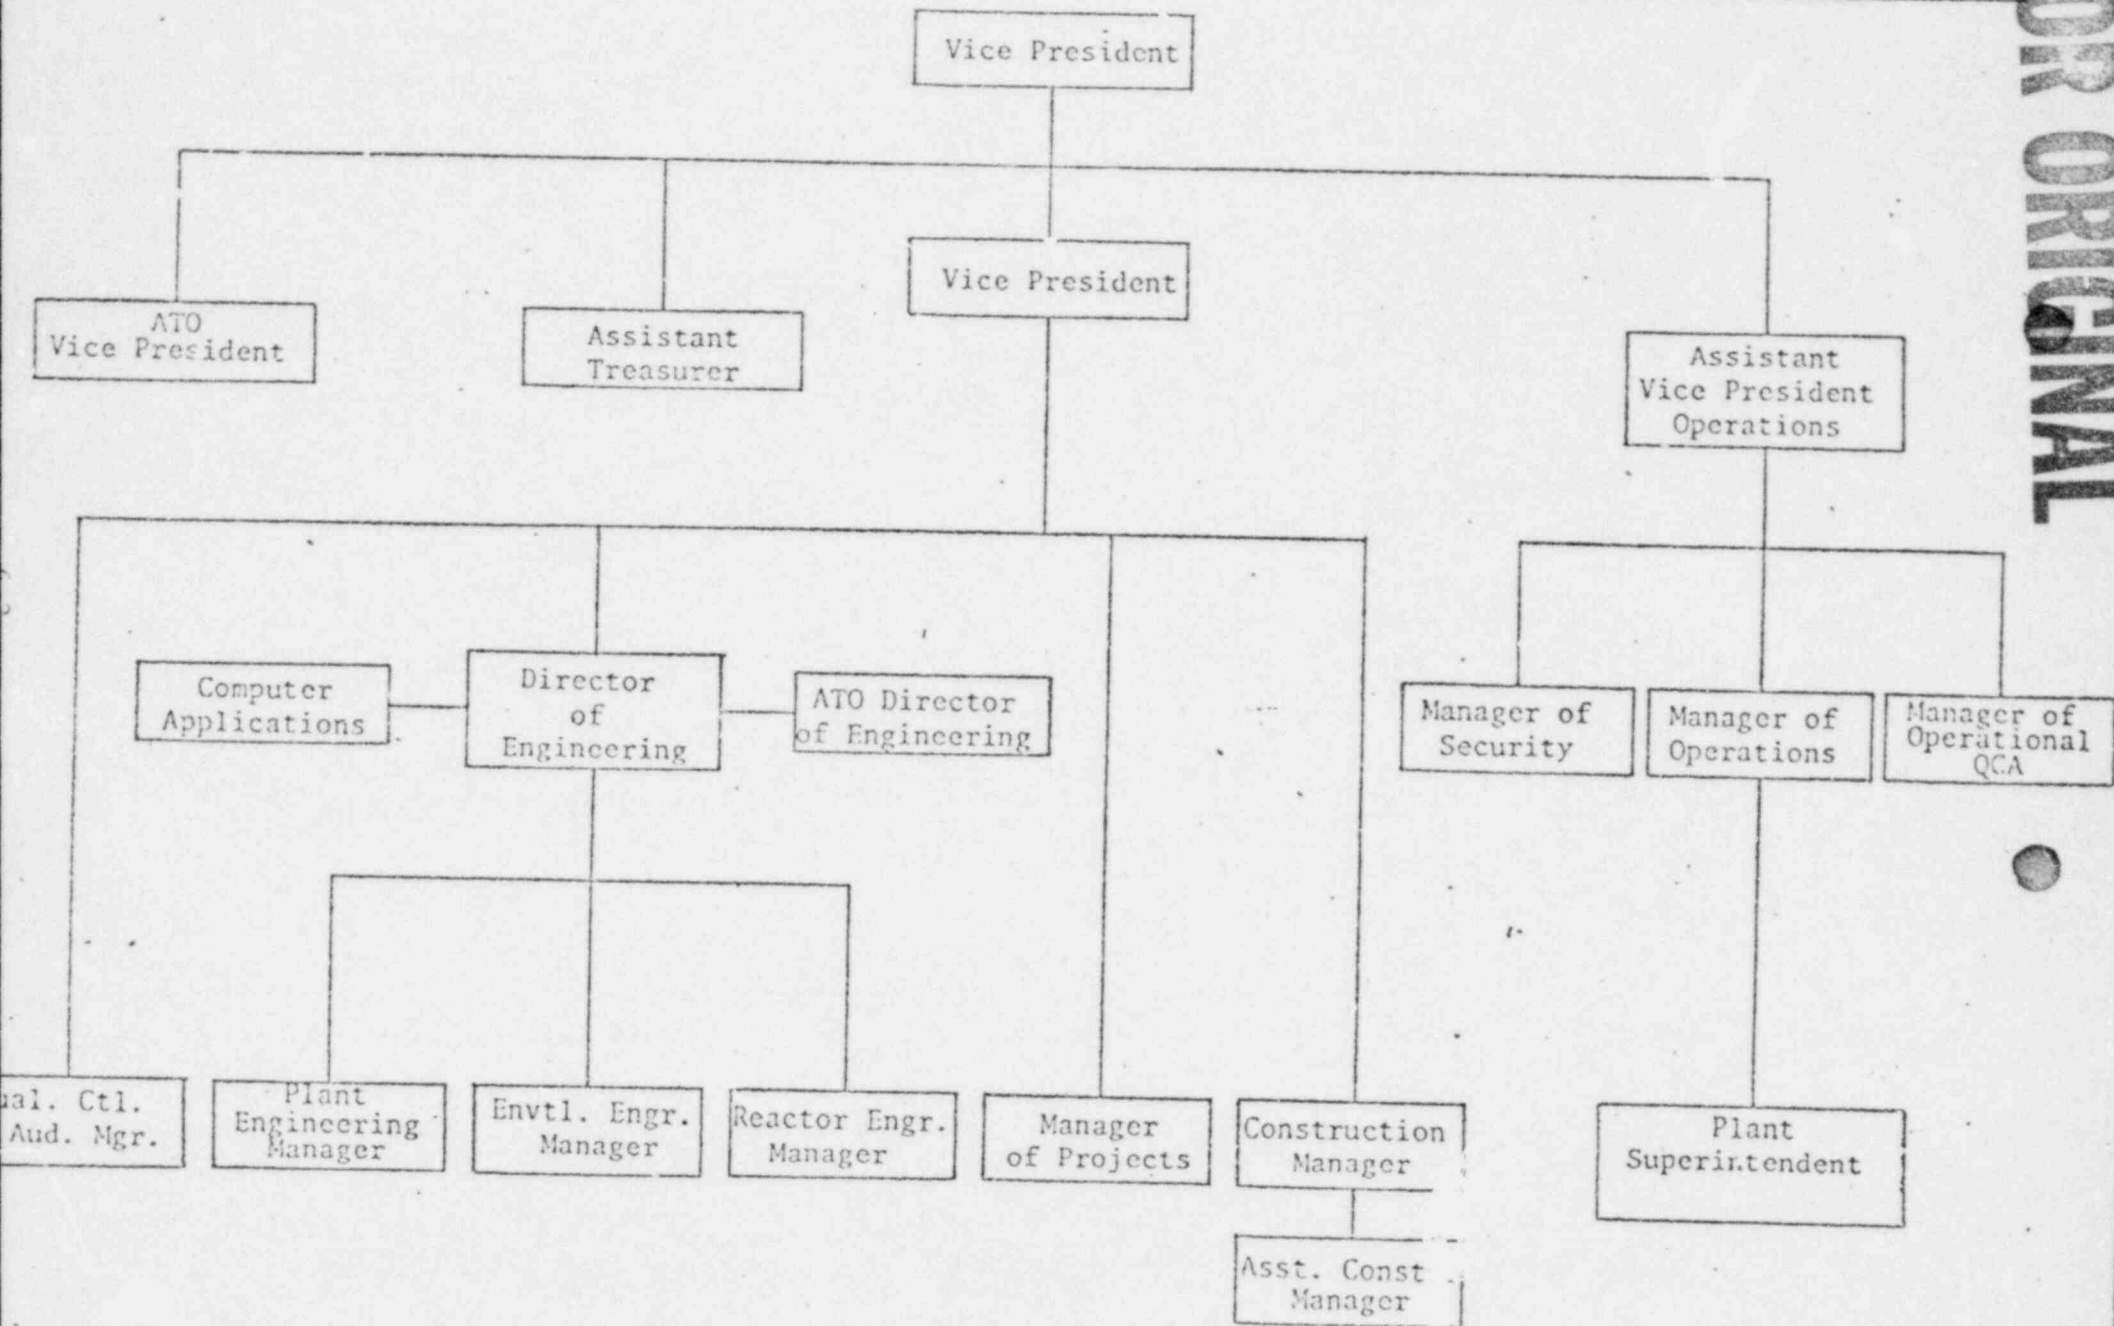 Vice President
Vice President
ATO
Vice President
Assistant
Treasurer
Assistant
Vice President
Operations
Computer
Applications
Director
of
Engineering
ATO Director
of Engineering
Manager of
Security
Manager of
Operations
Manager of
Operational
QCA
Ctl.
Aud. Mgr.
Plant
Engineering
Manager
Envtl. Engr.
Manager
Reactor Engr.
Manager
Manager
of Projects
Construction
Manager
Plant
Superintendent
Asst. Const.
Manager
ORIGINAL